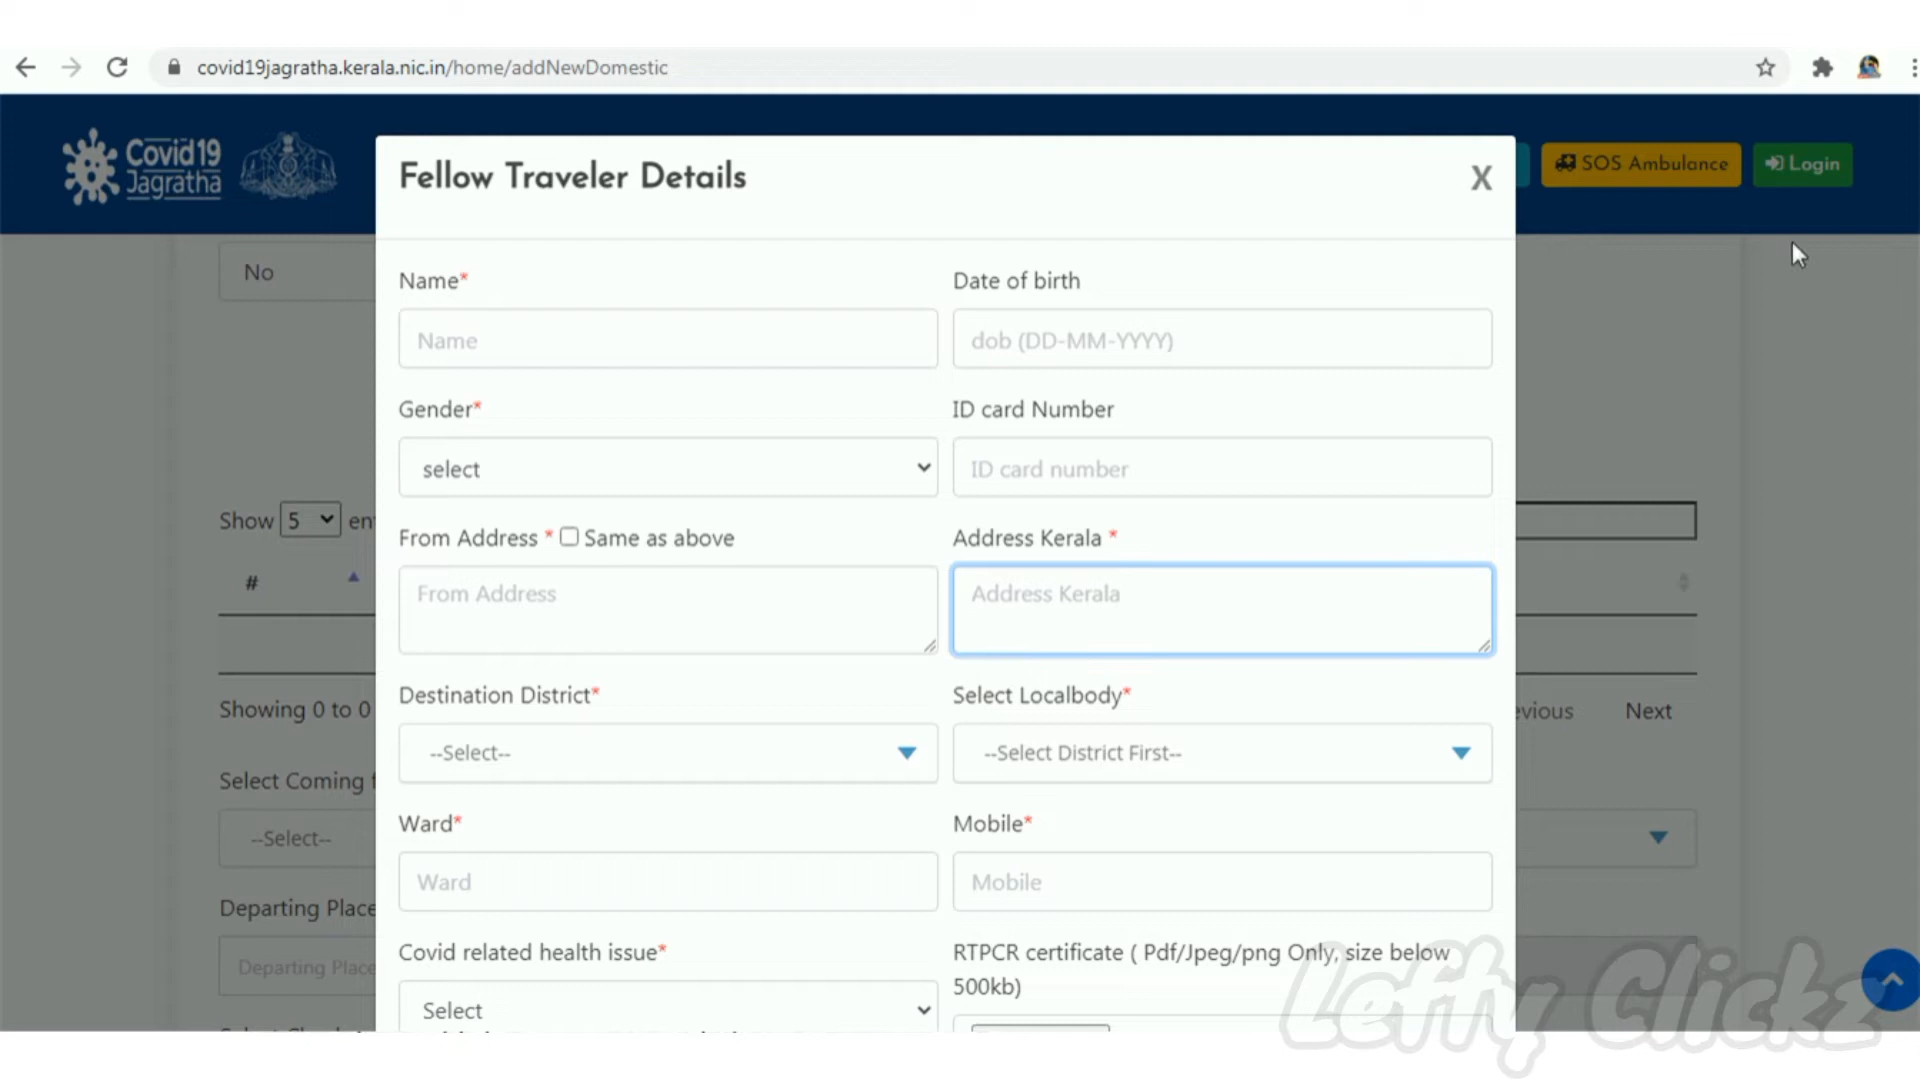 covid19jagratha.kerala.nic.in/home/addNewDomestic
Covid19
Jagratha
Fellow Traveler Details
X
SOS Ambulance
Login
No
Name*
Date of birth
Name
dob (DD-MM-YYYY)
Gender*
ID card Number
select
ID card number
Show 5
From Address * Same as above
Address Kerala *
#
From Address
Address Kerala
Destination District*
Select Localbody*
Showing 0 to 0
Next
--Select--
--Select District First--
Select Coming
Ward*
Mobile*
--Select--
Ward
Mobile
Departing Place
Covid related health issue*
RTPCR certificate ( Pdf/Jpeg/png Only, size below
500kb)
Departing Place
Select
Lefty Clickz